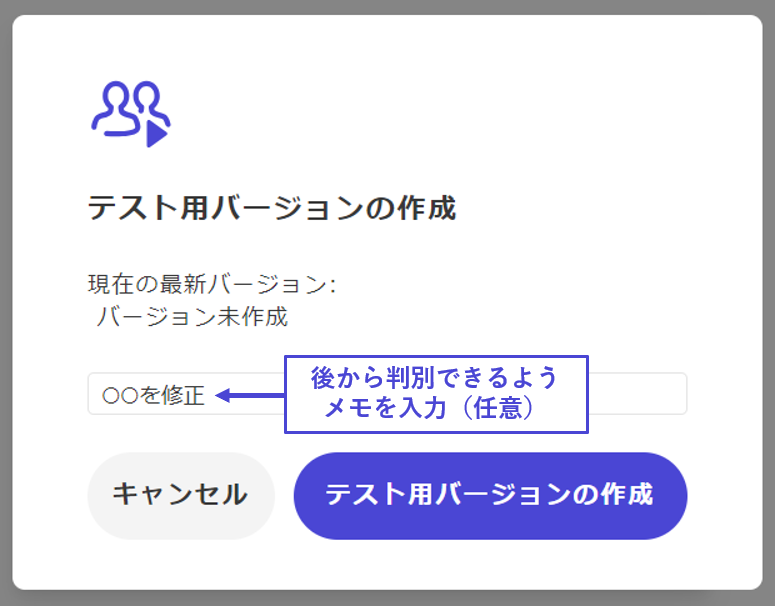 テスト用バージョンの作成
現在の最新バージョン:
バージョン未作成
〇〇を修正
後から判別できるよう
メモを入力（任意）
キャンセル
テスト用バージョンの作成